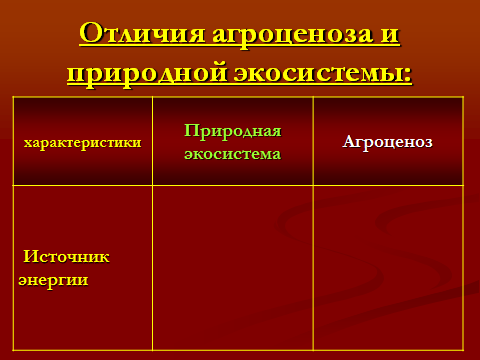 Отличия агроценоза и
природной экосистемы:
характеристики
Природная
экосистема
Агроценоз
Источник
энергии